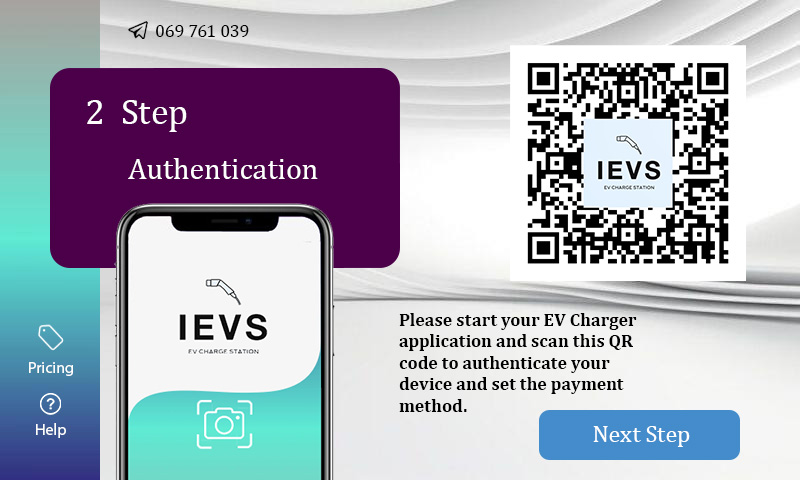 069 761 039
2 Step
Authentication
IEVS
EV CHARGE STATION
IEVS
EV CHARGE STATION
Please start your EV Charger
application and scan this QR
code to authenticate your
device and set the payment
method.
Pricing
Help
Next Step